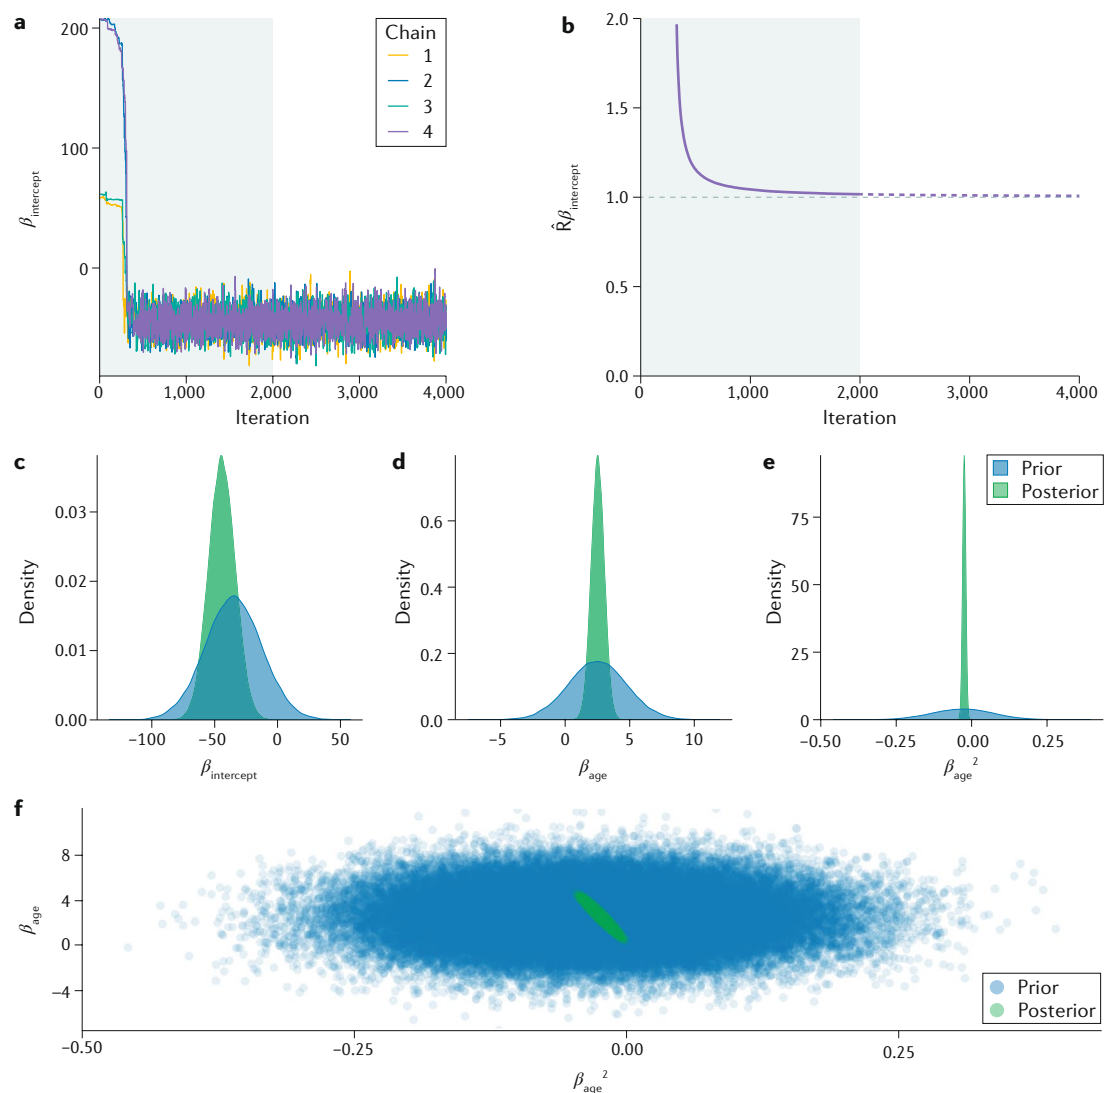 a
200
100
0
β intercept
0
1,000
2,000
3,000
4,000
Iteration
Chain
1
2
3
4
b
2.0
1.5
1.0
0.5
0.0
R̂β intercept
0
1,000
2,000
3,000
4,000
Iteration
c
0.03
0.02
0.01
0.00
Density
−100
−50
0
50
β intercept
d
0.6
0.4
0.2
0.0
Density
−5
0
5
10
β age
e
75
50
25
0
Density
−0.50
−0.25
0.00
0.25
β age ²
Prior
Posterior
f
8
4
0
−4
β age
−0.50
−0.25
0.00
0.25
β age ²
Prior
Posterior